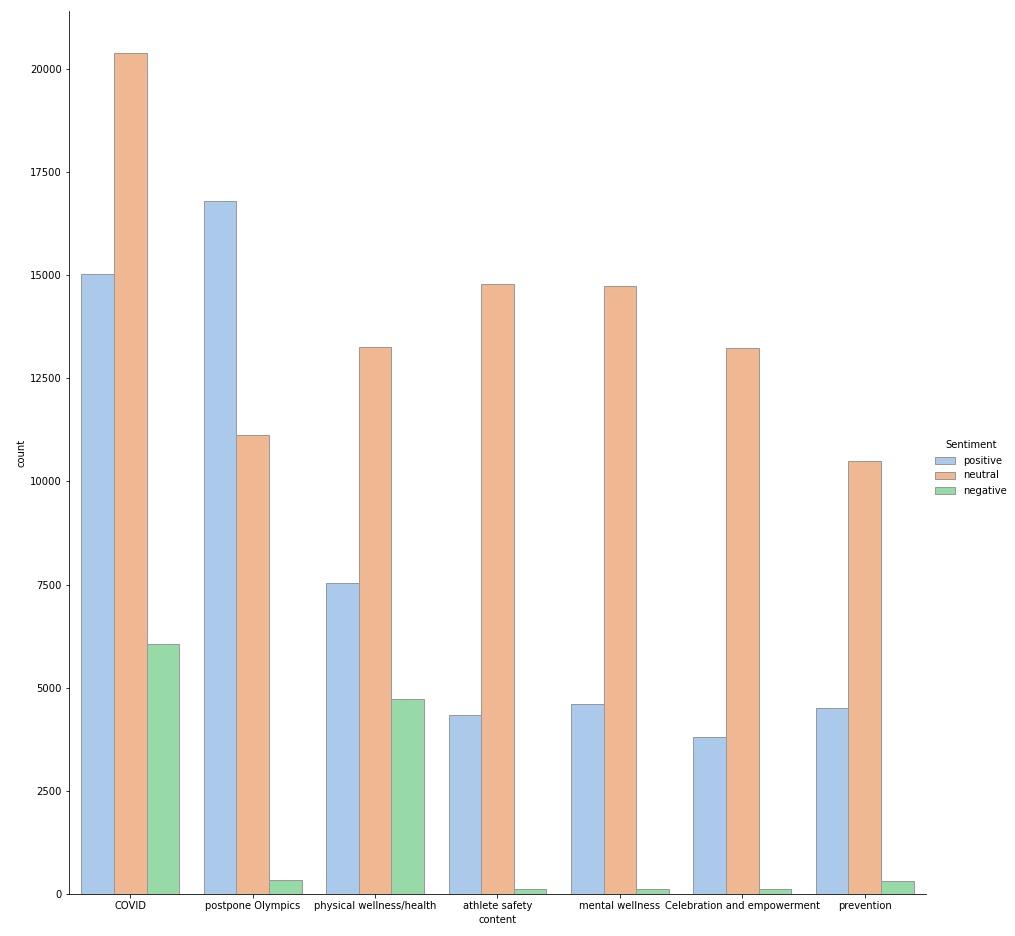 20000
17500
15000
12500
10000
7500
5000
2500
0
count
COVID
postpone Olympics
physical wellness/health
athlete safety
mental wellness
Celebration and empowerment
prevention
content
Sentiment
positive
neutral
negative